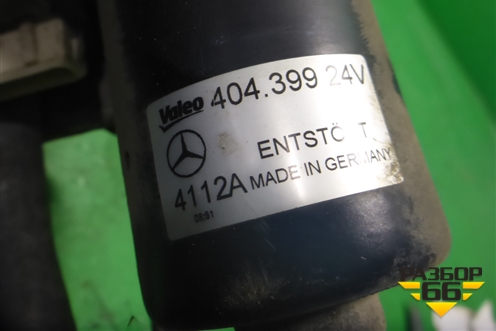 Valeo 404.399 24V
ENTSTÖRT
4112A MADE IN GERMANY
РАЗБОР
66